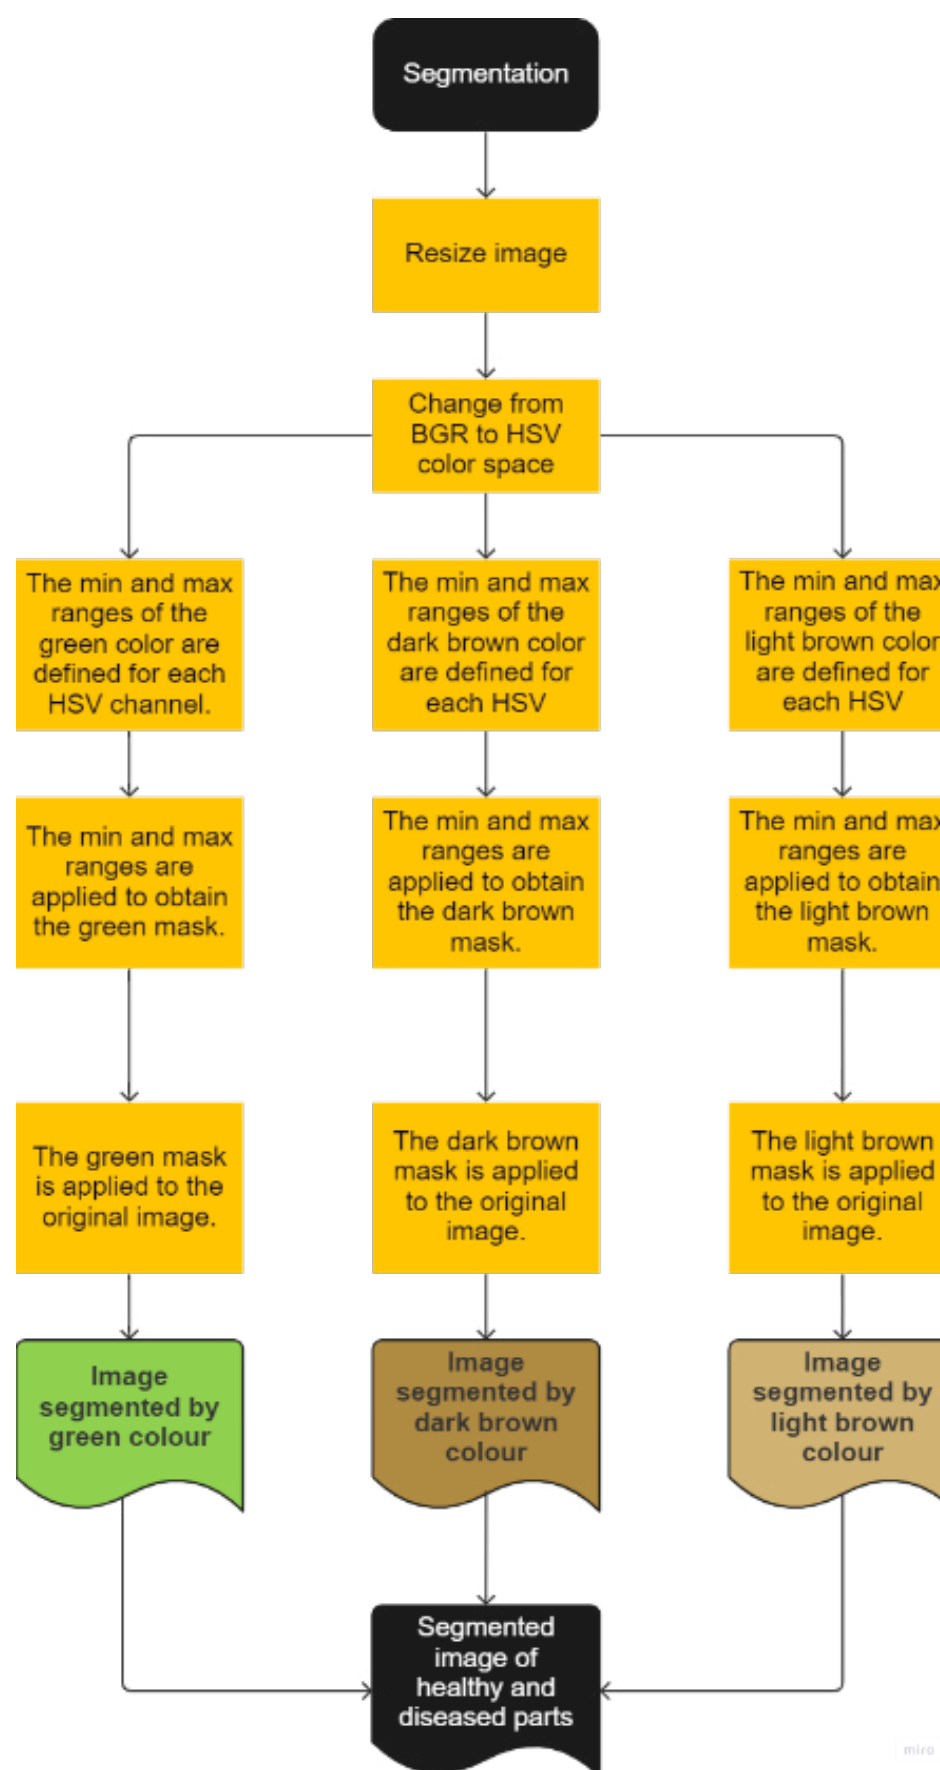 Segmentation
Resize image
Change from
BGR to HSV
color space
The min and max
ranges of the
green color are
defined for each
HSV channel.
The min and max
ranges of the
dark brown color
are defined for
each HSV
The min and max
ranges of the
light brown color
are defined for
each HSV
The min and max
ranges are
applied to obtain
the green mask.
The min and max
ranges are
applied to obtain
the dark brown
mask.
The min and max
ranges are
applied to obtain
the light brown
mask.
The green mask
is applied to the
original image.
The dark brown
mask is applied
to the original
image.
The light brown
mask is applied
to the original
image.
Image
segmented by
green colour
Image
segmented by
dark brown
colour
Image
segmented by
light brown
colour
Segmented
image of
healthy and
diseased parts
miro